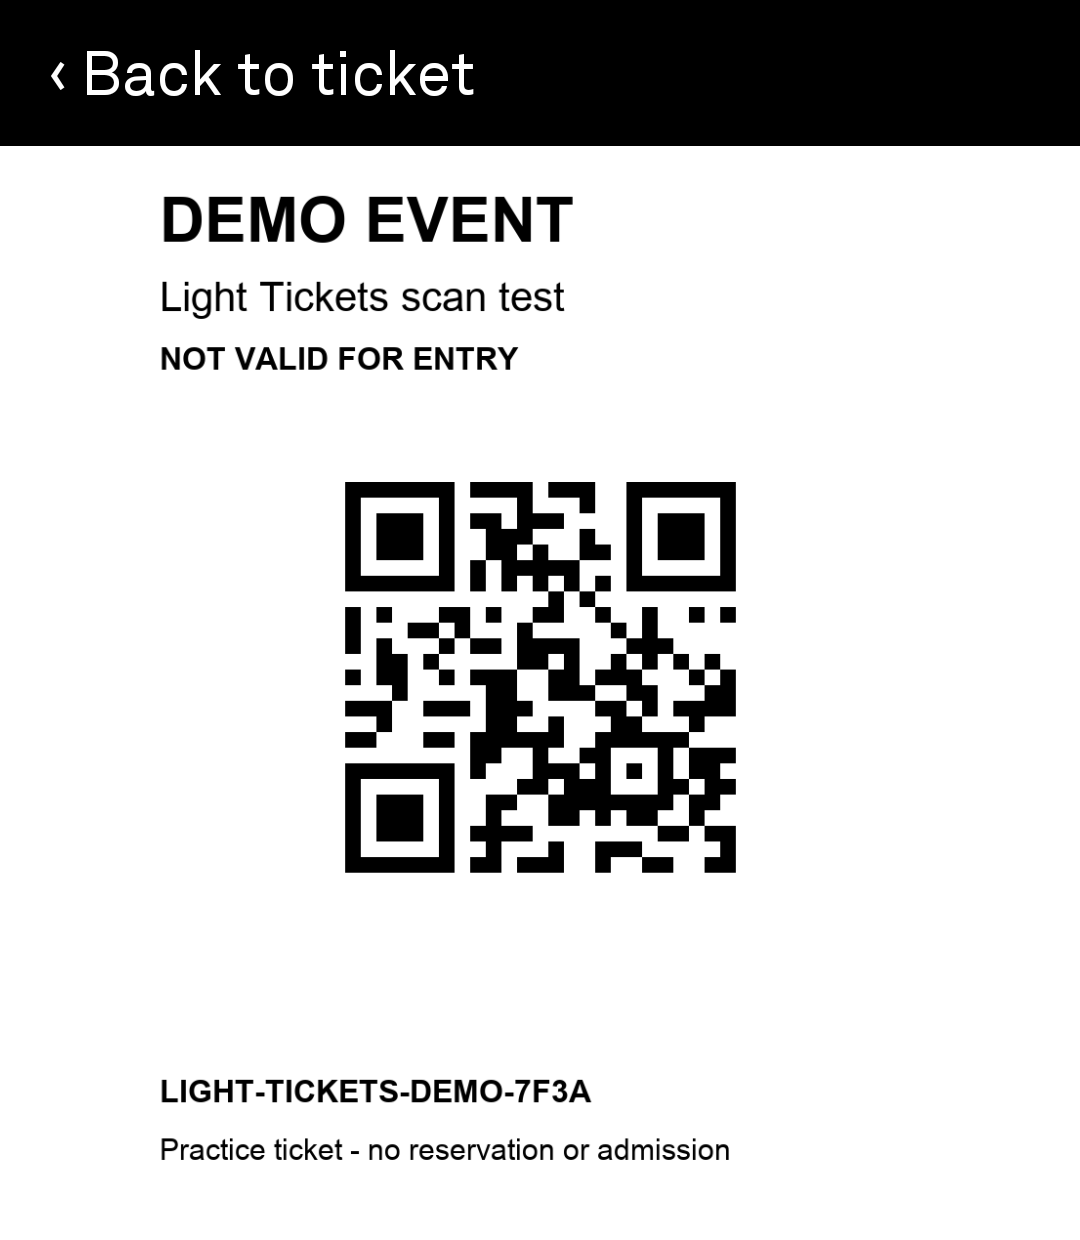 ‹ Back to ticket
DEMO EVENT
Light Tickets scan test
NOT VALID FOR ENTRY
LIGHT-TICKETS-DEMO-7F3A
Practice ticket - no reservation or admission